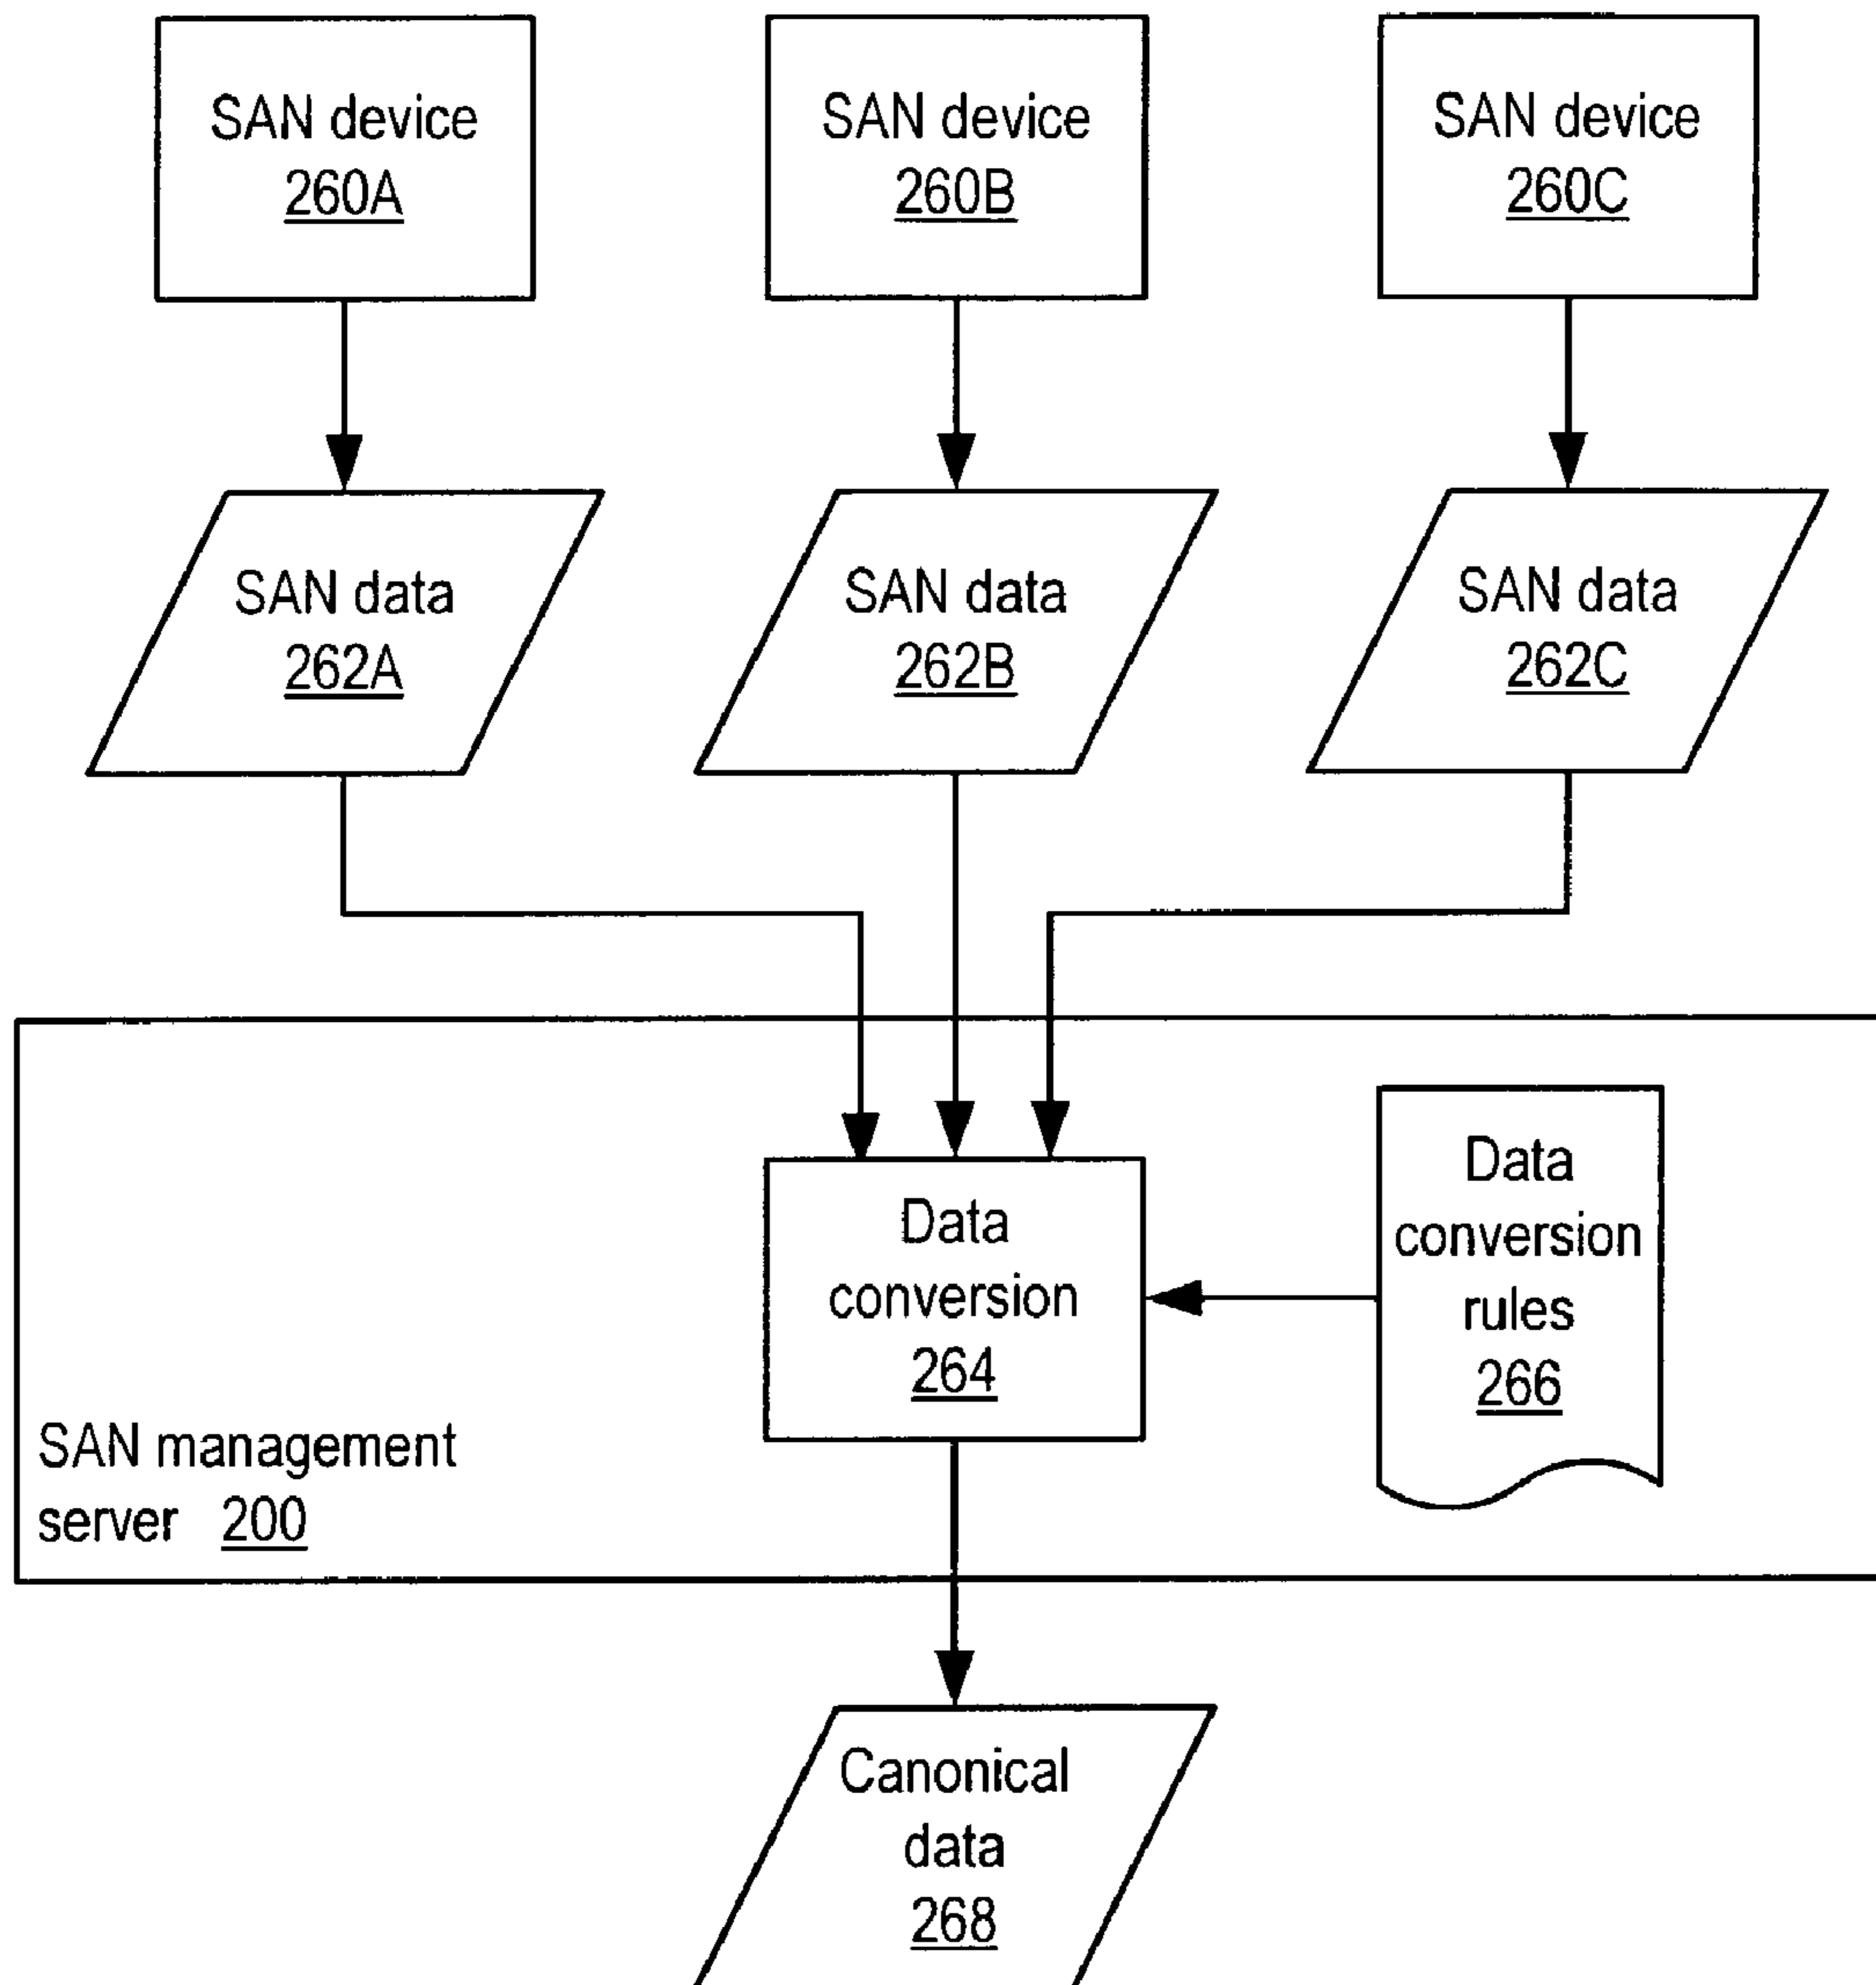 SAN device
260A
SAN device
260B
SAN device
260C
SAN data
262A
SAN data
262B
SAN data
262C
Data
conversion
264
Data
conversion
rules
266
SAN management
server 200
Canonical
data
268